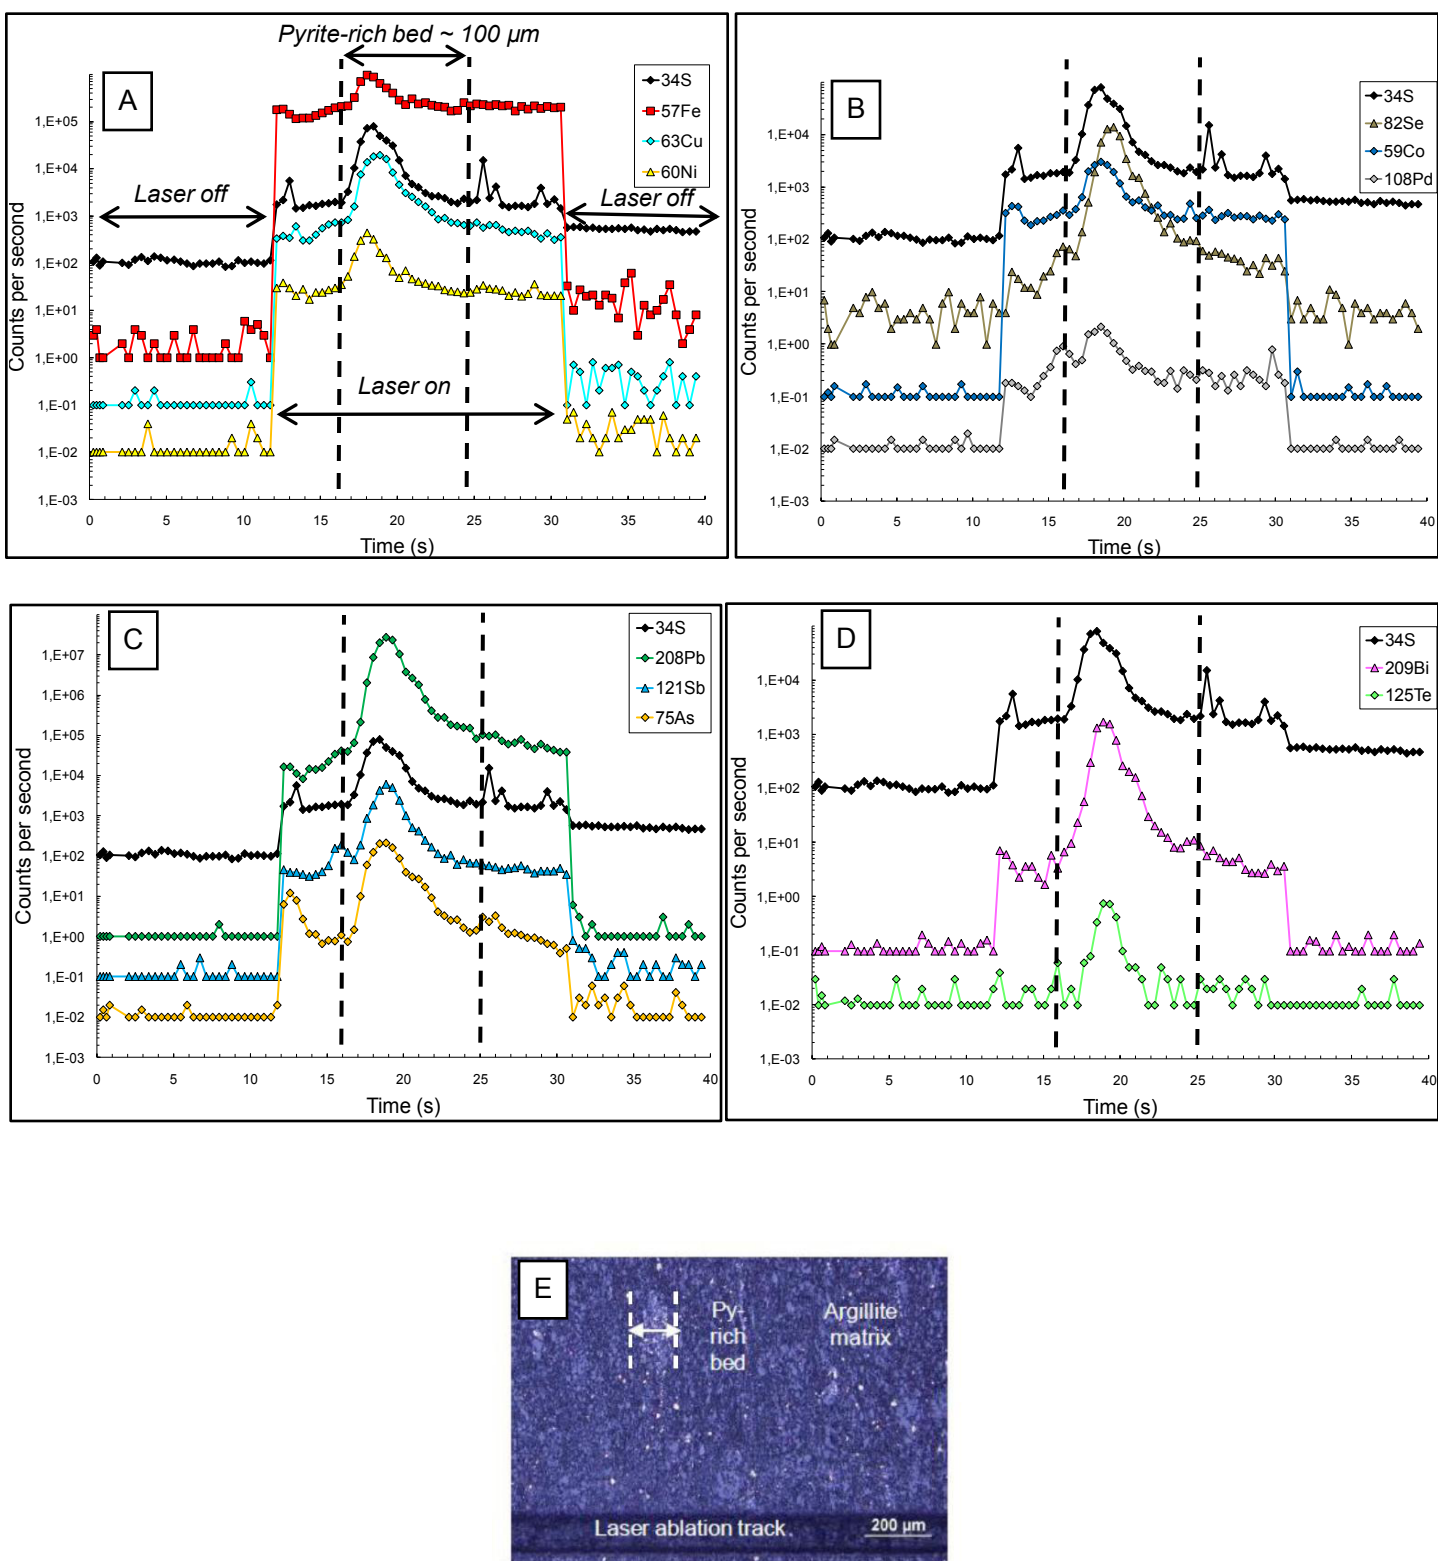 Pyrite-rich bed ~ 100 µm
A
34S
57Fe
63Cu
60Ni
1,E+05
1,E+04
1,E+03
1,E+02
1,E+01
1,E+00
1,E-01
1,E-02
1,E-03
Counts per second
Laser off
Laser off
Laser on
0 5 10 15 20 25 30 35 40
Time (s)
B
34S
82Se
59Co
108Pd
1,E+04
1,E+03
1,E+02
1,E+01
1,E+00
1,E-01
1,E-02
1,E-03
Counts per second
0 5 10 15 20 25 30 35 40
Time (s)
C
34S
208Pb
121Sb
75As
1,E+07
1,E+06
1,E+05
1,E+04
1,E+03
1,E+02
1,E+01
1,E+00
1,E-01
1,E-02
1,E-03
Counts per second
0 5 10 15 20 25 30 35 40
Time (s)
D
34S
209Bi
125Te
1,E+04
1,E+03
1,E+02
1,E+01
1,E+00
1,E-01
1,E-02
1,E-03
Counts per second
0 5 10 15 20 25 30 35 40
Time (s)
E
Py-
rich
bed
Argillite
matrix
Laser ablation track.
200 µm